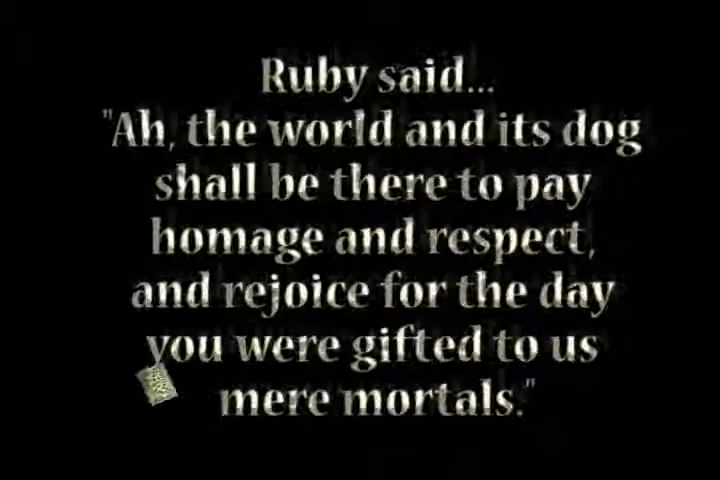 Ruby said...
"Ah, the world and its dog
shall be there to pay
homage and respect,
and rejoice for the day
you were gifted to us
mere mortals."